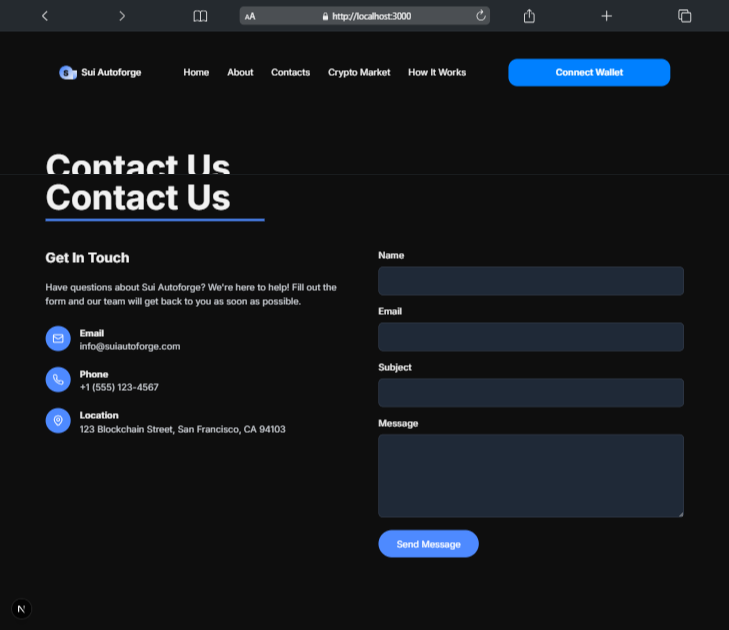 AA http://localhost:3000
Sui Autoforge Home About Contacts Crypto Market How It Works Connect Wallet
Contact Us
Contact Us
Get In Touch
Have questions about Sui Autoforge? We're here to help! Fill out the
form and our team will get back to you as soon as possible.
Email
info@suiautoforge.com
Phone
+1 (555) 123-4567
Location
123 Blockchain Street, San Francisco, CA 94103
Name
Email
Subject
Message
Send Message
N